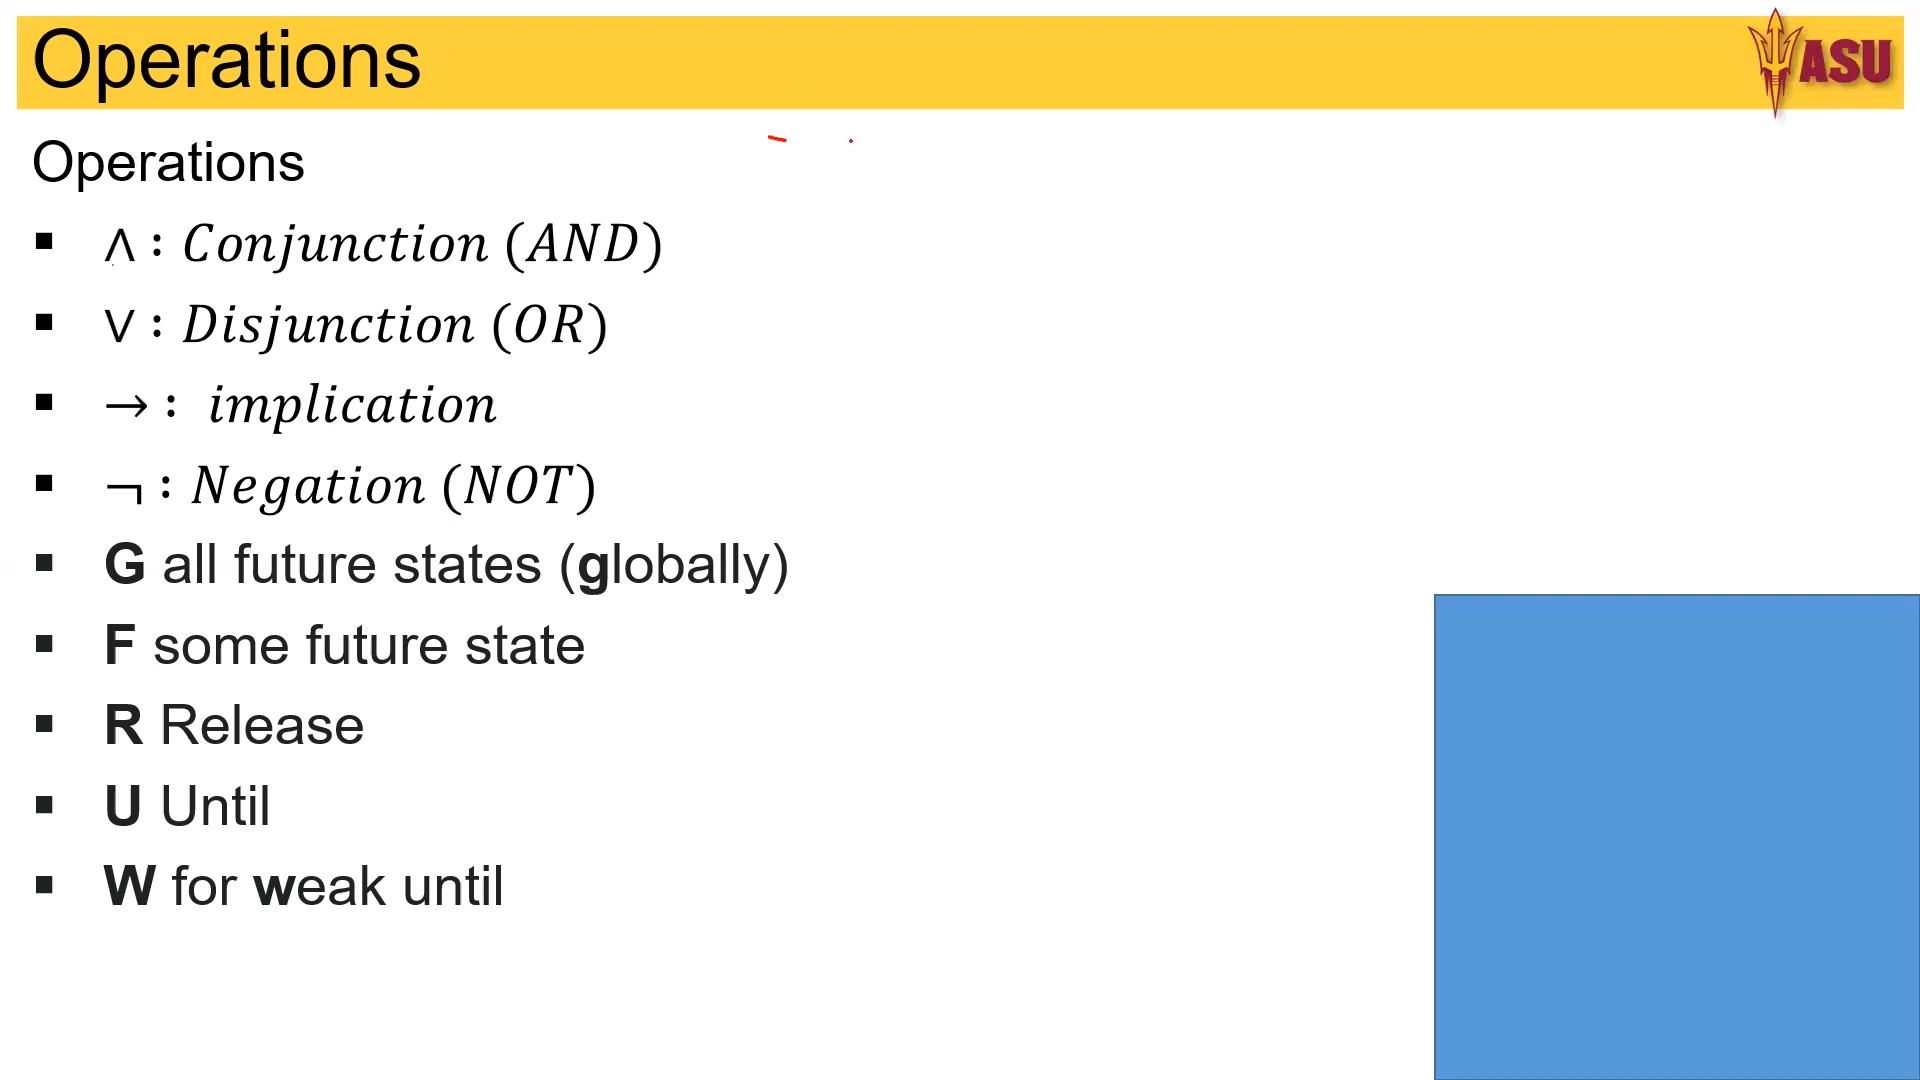 Operations
ASU
Operations
▪ ∧ : Conjunction (AND)
▪ ∨ : Disjunction (OR)
▪ → : implication
▪ ¬ : Negation (NOT)
▪ G all future states (globally)
▪ F some future state
▪ R Release
▪ U Until
▪ W for weak until